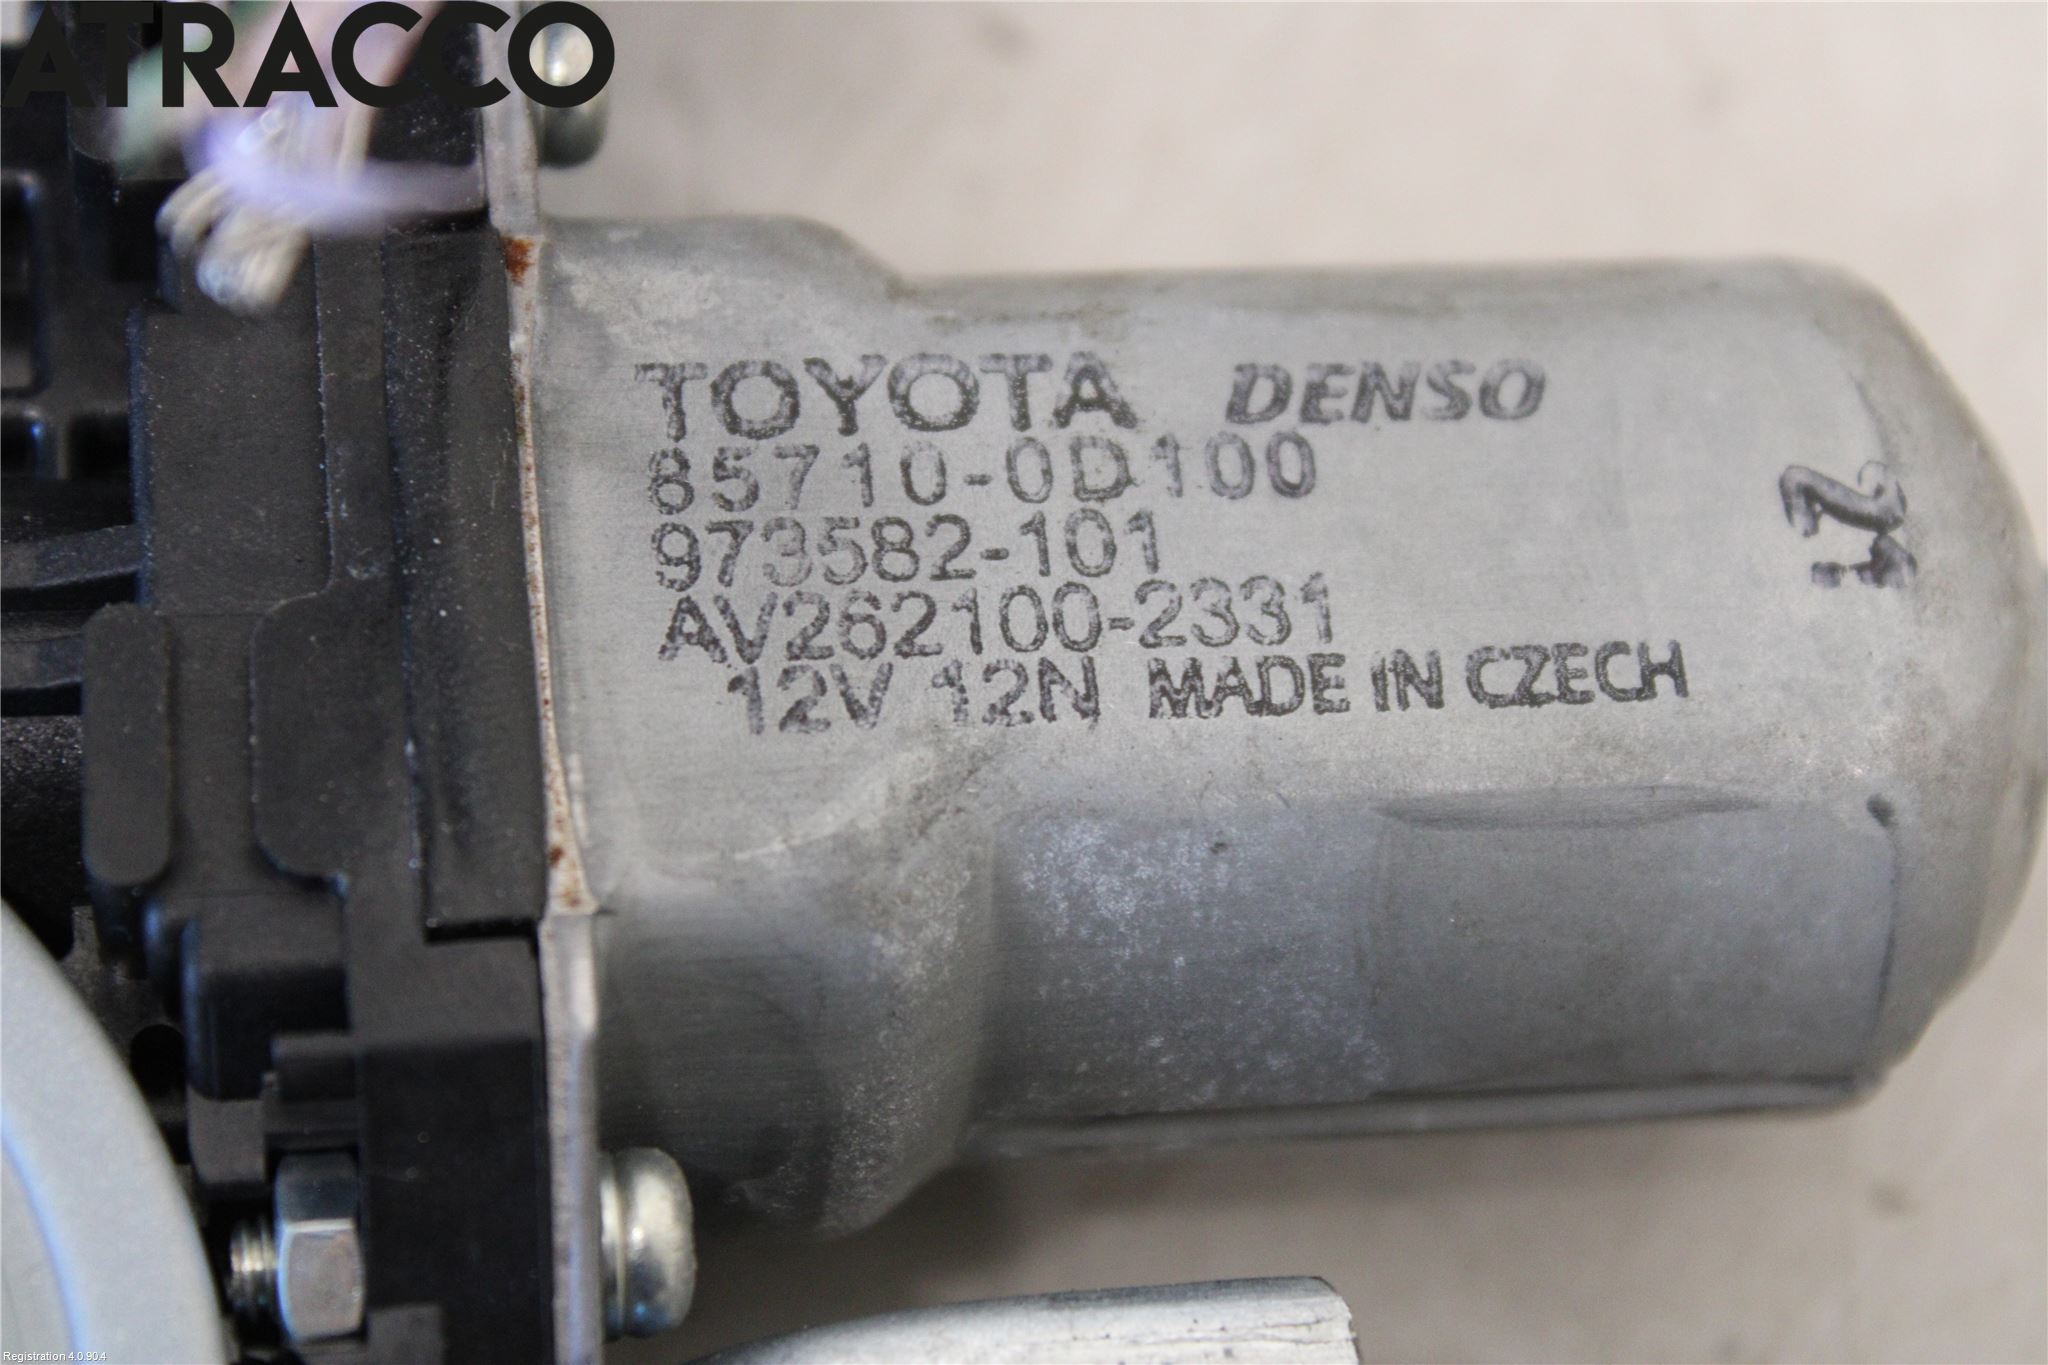 ATRACCO
TOYOTA DENSO
85710-0D100
973582-101
AV262100-2331
12V 12N MADE IN CZECH
Registration 4.0.90.4